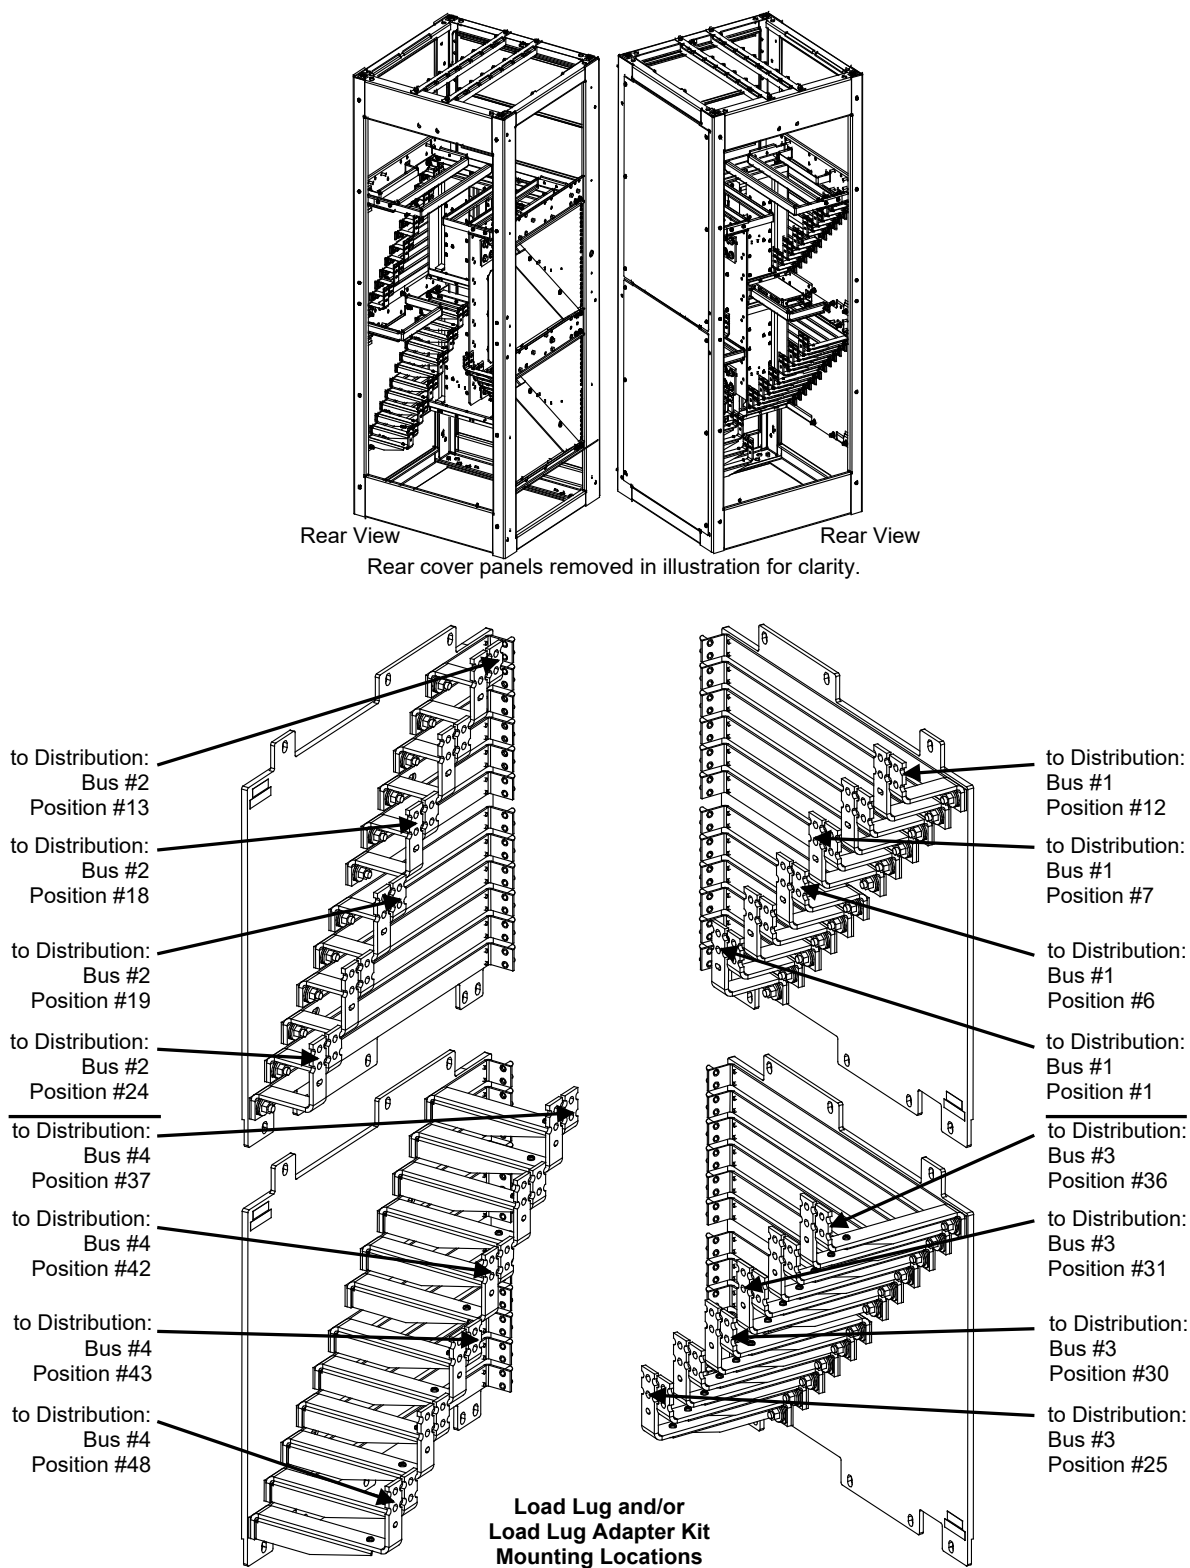 Rear View
Rear View
Rear cover panels removed in illustration for clarity.
to Distribution:
Bus #2
Position #13
to Distribution:
Bus #2
Position #18
to Distribution:
Bus #2
Position #19
to Distribution:
Bus #2
Position #24
to Distribution:
Bus #4
Position #37
to Distribution:
Bus #4
Position #42
to Distribution:
Bus #4
Position #43
to Distribution:
Bus #4
Position #48
to Distribution:
Bus #1
Position #12
to Distribution:
Bus #1
Position #7
to Distribution:
Bus #1
Position #6
to Distribution:
Bus #1
Position #1
to Distribution:
Bus #3
Position #36
to Distribution:
Bus #3
Position #31
to Distribution:
Bus #3
Position #30
to Distribution:
Bus #3
Position #25
Load Lug and/or
Load Lug Adapter Kit
Mounting Locations